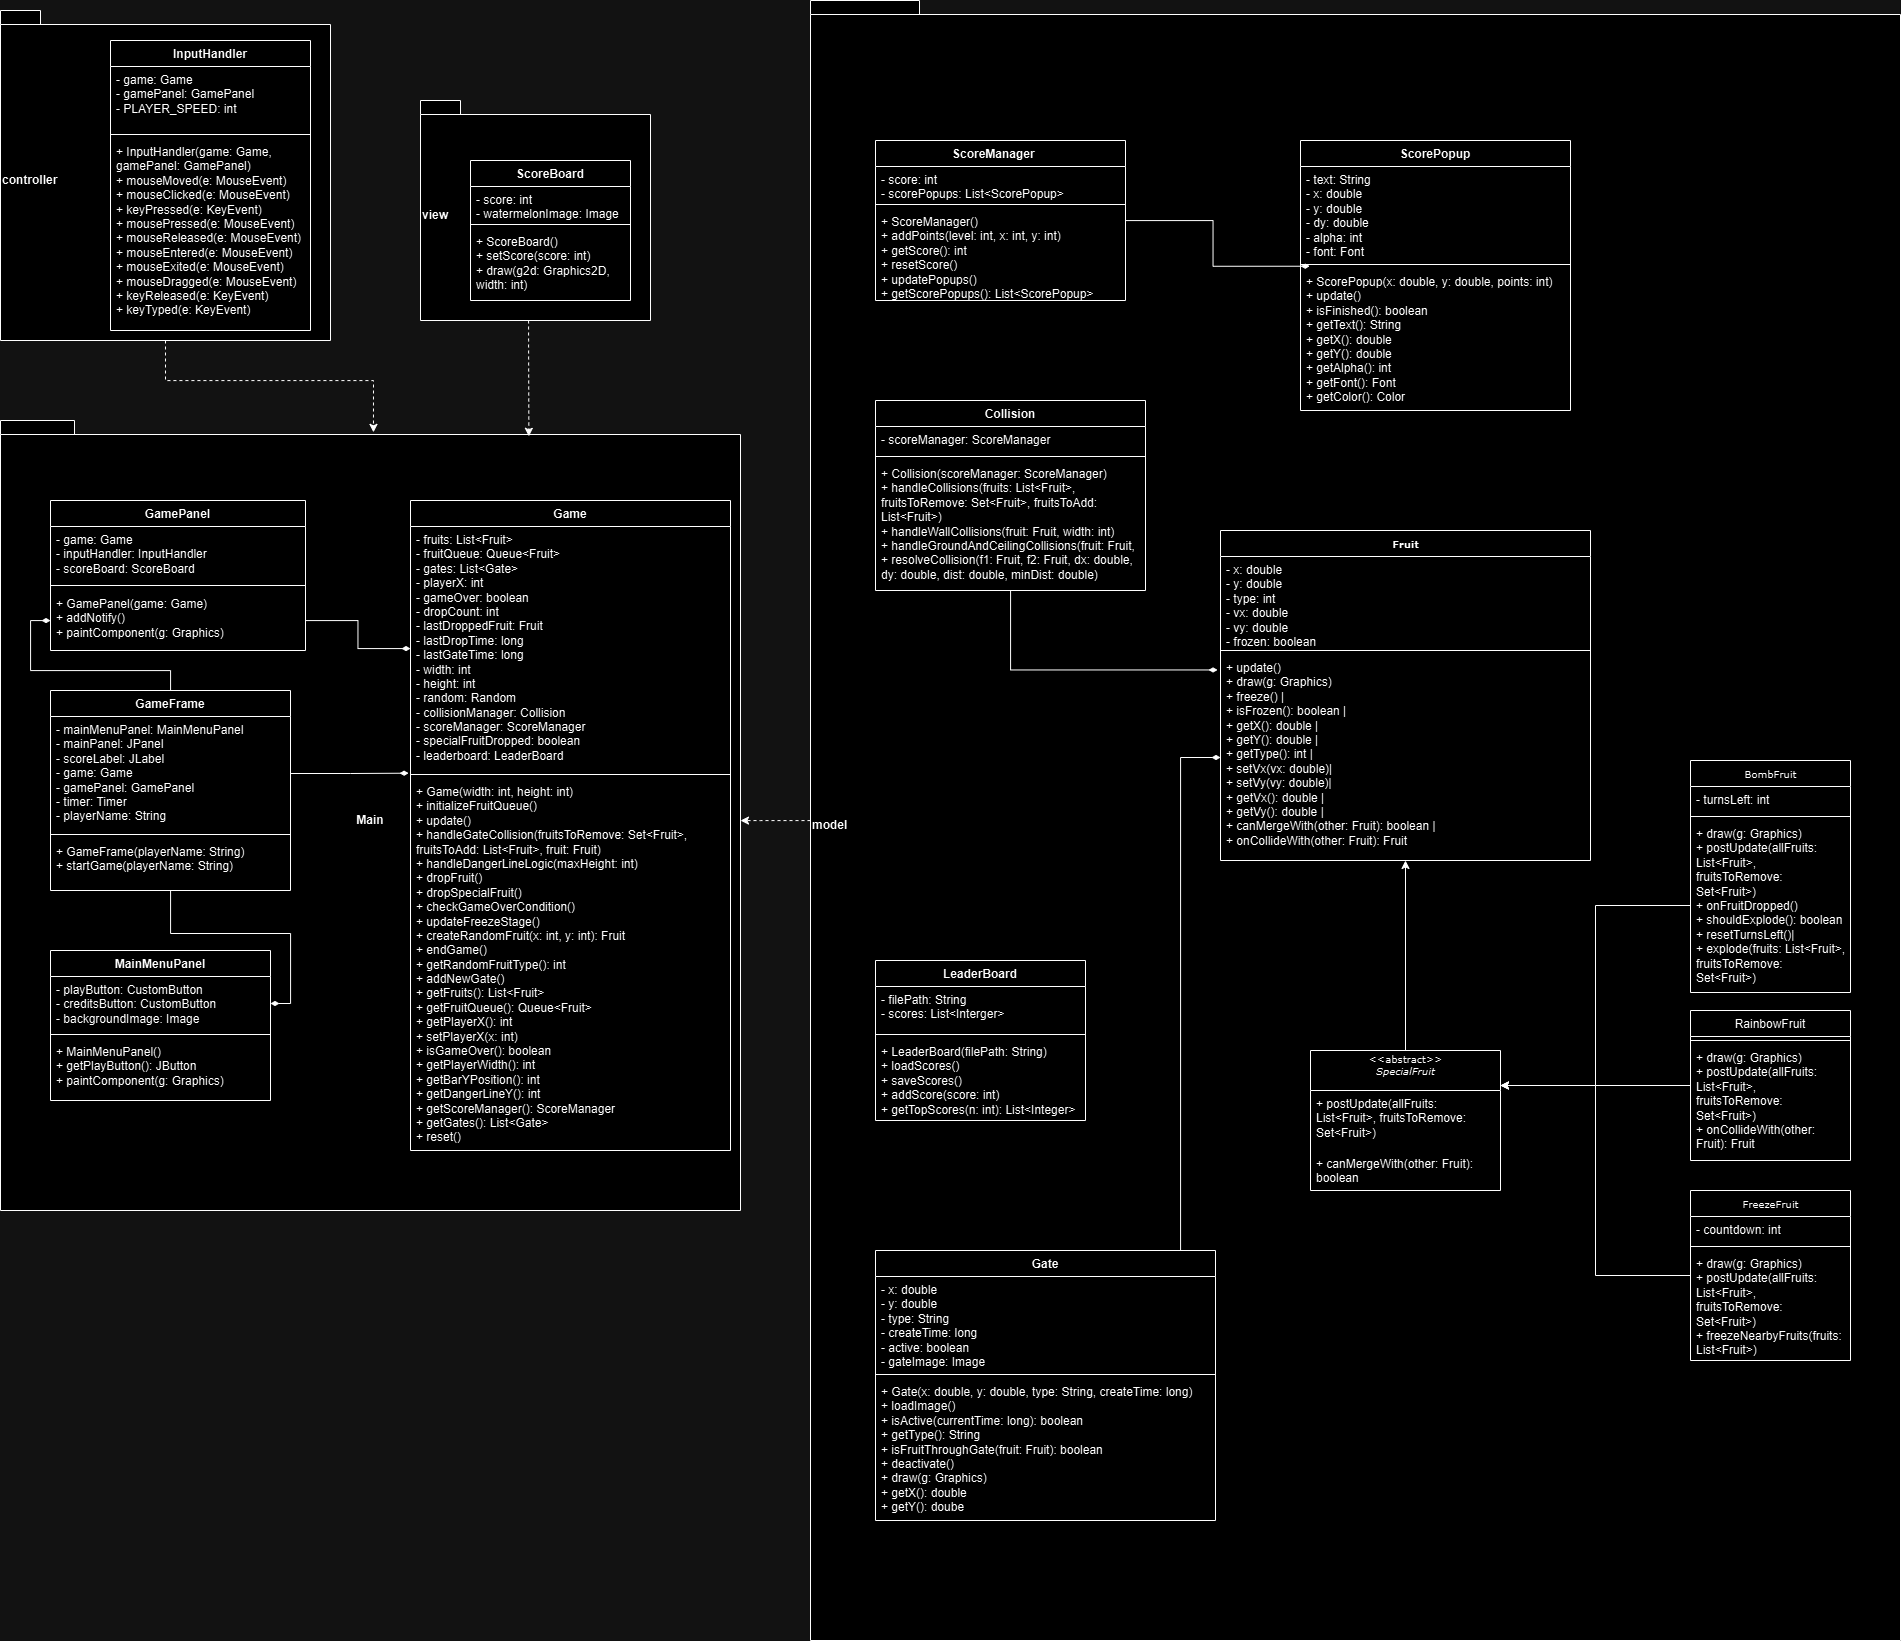 controller
InputHandler
- game: Game
- gamePanel: GamePanel
- PLAYER_SPEED: int
+ InputHandler(game: Game,
gamePanel: GamePanel)
+ mouseMoved(e: MouseEvent)
+ mouseClicked(e: MouseEvent)
+ keyPressed(e: KeyEvent)
+ mousePressed(e: MouseEvent)
+ mouseReleased(e: MouseEvent)
+ mouseEntered(e: MouseEvent)
+ mouseExited(e: MouseEvent)
+ mouseDragged(e: MouseEvent)
+ keyReleased(e: KeyEvent)
+ keyTyped(e: KeyEvent)
view
ScoreBoard
- score: int
- watermelonImage: Image
+ ScoreBoard()
+ setScore(score: int)
+ draw(g2d: Graphics2D,
width: int)
Main
GamePanel
- game: Game
- inputHandler: InputHandler
- scoreBoard: ScoreBoard
+ GamePanel(game: Game)
+ addNotify()
+ paintComponent(g: Graphics)
GameFrame
- mainMenuPanel: MainMenuPanel
- mainPanel: JPanel
- scoreLabel: JLabel
- game: Game
- gamePanel: GamePanel
- timer: Timer
- playerName: String
+ GameFrame(playerName: String)
+ startGame(playerName: String)
MainMenuPanel
- playButton: CustomButton
- creditsButton: CustomButton
- backgroundImage: Image
+ MainMenuPanel()
+ getPlayButton(): JButton
+ paintComponent(g: Graphics)
Game
- fruits: List<Fruit>
- fruitQueue: Queue<Fruit>
- gates: List<Gate>
- playerX: int
- gameOver: boolean
- dropCount: int
- lastDroppedFruit: Fruit
- lastDropTime: long
- lastGateTime: long
- width: int
- height: int
- random: Random
- collisionManager: Collision
- scoreManager: ScoreManager
- specialFruitDropped: boolean
- leaderboard: LeaderBoard
+ Game(width: int, height: int)
+ initializeFruitQueue()
+ update()
+ handleGateCollision(fruitsToRemove: Set<Fruit>,
fruitsToAdd: List<Fruit>, fruit: Fruit)
+ handleDangerLineLogic(maxHeight: int)
+ dropFruit()
+ dropSpecialFruit()
+ checkGameOverCondition()
+ updateFreezeStage()
+ createRandomFruit(x: int, y: int): Fruit
+ endGame()
+ getRandomFruitType(): int
+ addNewGate()
+ getFruits(): List<Fruit>
+ getFruitQueue(): Queue<Fruit>
+ getPlayerX(): int
+ setPlayerX(x: int)
+ isGameOver(): boolean
+ getPlayerWidth(): int
+ getBarYPosition(): int
+ getDangerLineY(): int
+ getScoreManager(): ScoreManager
+ getGates(): List<Gate>
+ reset()
model
ScoreManager
- score: int
- scorePopups: List<ScorePopup>
+ ScoreManager()
+ addPoints(level: int, x: int, y: int)
+ getScore(): int
+ resetScore()
+ updatePopups()
+ getScorePopups(): List<ScorePopup>
ScorePopup
- text: String
- x: double
- y: double
- dy: double
- alpha: int
- font: Font
+ ScorePopup(x: double, y: double, points: int)
+ update()
+ isFinished(): boolean
+ getText(): String
+ getX(): double
+ getY(): double
+ getAlpha(): int
+ getFont(): Font
+ getColor(): Color
Collision
- scoreManager: ScoreManager
+ Collision(scoreManager: ScoreManager)
+ handleCollisions(fruits: List<Fruit>,
fruitsToRemove: Set<Fruit>, fruitsToAdd:
List<Fruit>)
+ handleWallCollisions(fruit: Fruit, width: int)
+ handleGroundAndCeilingCollisions(fruit: Fruit,
+ resolveCollision(f1: Fruit, f2: Fruit, dx: double,
dy: double, dist: double, minDist: double)
Fruit
- x: double
- y: double
- type: int
- vx: double
- vy: double
- frozen: boolean
+ update()
+ draw(g: Graphics)
+ freeze() |
+ isFrozen(): boolean |
+ getX(): double |
+ getY(): double |
+ getType(): int |
+ setVx(vx: double)|
+ setVy(vy: double)|
+ getVx(): double |
+ getVy(): double |
+ canMergeWith(other: Fruit): boolean |
+ onCollideWith(other: Fruit): Fruit
LeaderBoard
- filePath: String
- scores: List<Interger>
+ LeaderBoard(filePath: String)
+ loadScores()
+ saveScores()
+ addScore(score: int)
+ getTopScores(n: int): List<Integer>
<<abstract>>
SpecialFruit
+ postUpdate(allFruits:
List<Fruit>, fruitsToRemove:
Set<Fruit>)
+ canMergeWith(other: Fruit):
boolean
BombFruit
- turnsLeft: int
+ draw(g: Graphics)
+ postUpdate(allFruits:
List<Fruit>,
fruitsToRemove:
Set<Fruit>)
+ onFruitDropped()
+ shouldExplode(): boolean
+ resetTurnsLeft()|
+ explode(fruits: List<Fruit>,
fruitsToRemove:
Set<Fruit>)
RainbowFruit
+ draw(g: Graphics)
+ postUpdate(allFruits:
List<Fruit>,
fruitsToRemove:
Set<Fruit>)
+ onCollideWith(other:
Fruit): Fruit
FreezeFruit
- countdown: int
+ draw(g: Graphics)
+ postUpdate(allFruits:
List<Fruit>,
fruitsToRemove:
Set<Fruit>)
+ freezeNearbyFruits(fruits:
List<Fruit>)
Gate
- x: double
- y: double
- type: String
- createTime: long
- active: boolean
- gateImage: Image
+ Gate(x: double, y: double, type: String, createTime: long)
+ loadImage()
+ isActive(currentTime: long): boolean
+ getType(): String
+ isFruitThroughGate(fruit: Fruit): boolean
+ deactivate()
+ draw(g: Graphics)
+ getX(): double
+ getY(): doube